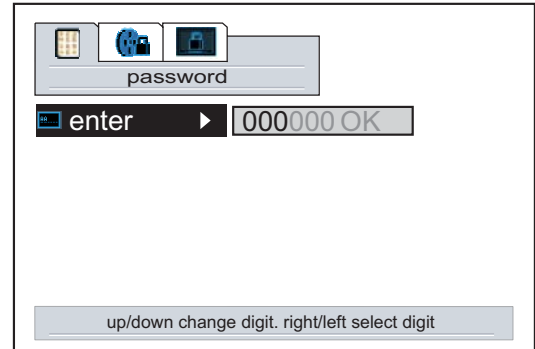 password
enter
000000 OK
up/down change digit. right/left select digit